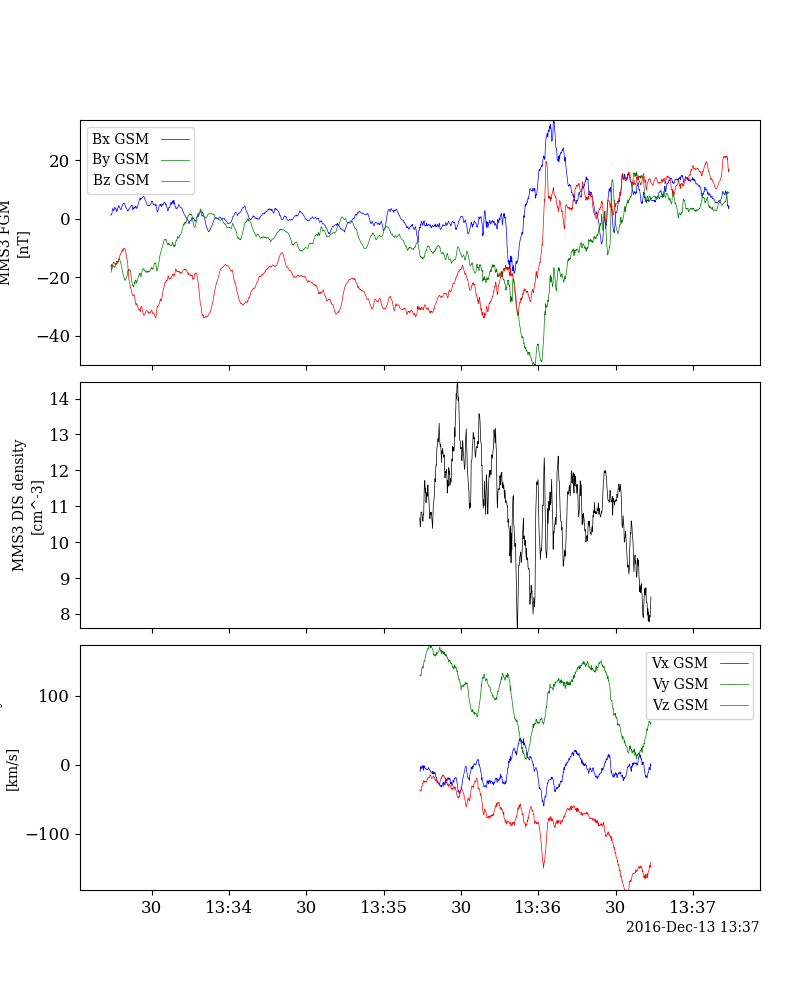 Bx GSM
By GSM
Bz GSM
20
0
−20
−40
MMS3 FGM
[nT]
14
13
12
11
10
9
8
MMS3 DIS density
[cm^-3]
Vx GSM
Vy GSM
Vz GSM
100
0
−100
[km/s]
30 13:34 30 13:35 30 13:36 30 13:37
2016-Dec-13 13:37